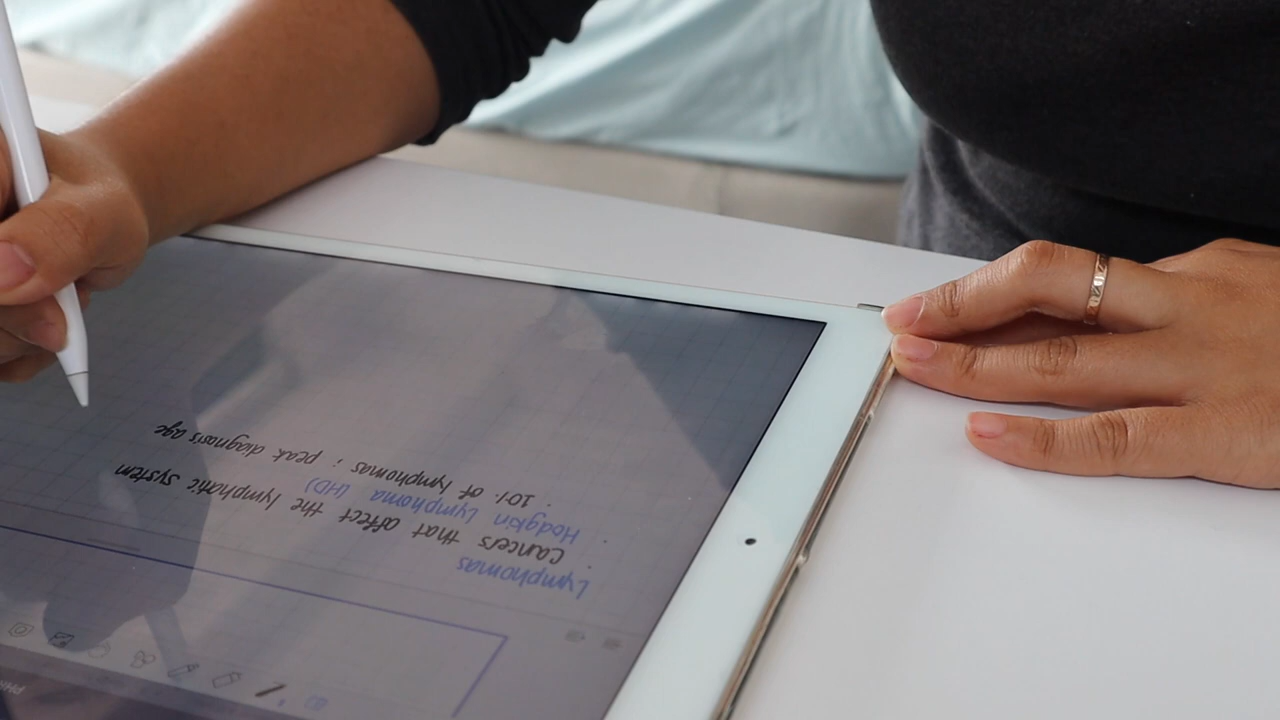 Lymphomas
· Cancers that affect the lymphatic system
· Hodgkin Lymphoma (HD)
· 10% of lymphomas ; peak diagnosis age